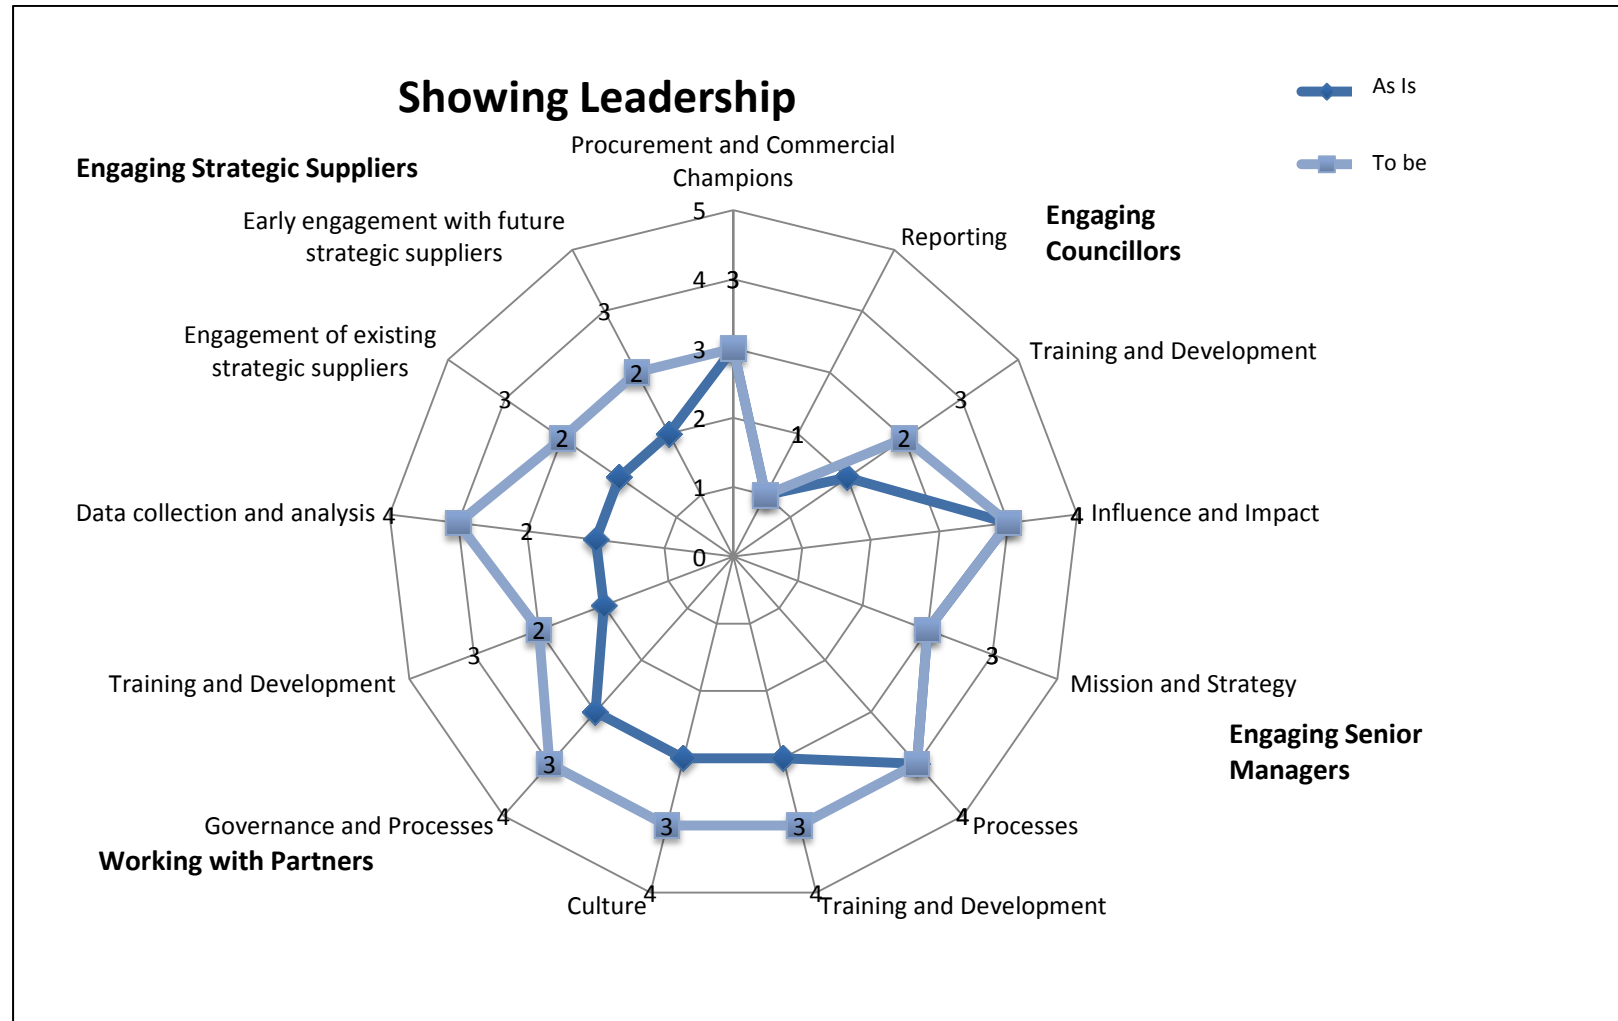 Showing Leadership
As Is
To be
Engaging Strategic Suppliers
Procurement and Commercial
Champions
Early engagement with future
strategic suppliers
5
Reporting
Engaging
Councillors
4
3
3
Engagement of existing
strategic suppliers
3
2
Training and Development
3
3
2
2
2
1
Data collection and analysis
4
2
1
0
4
Influence and Impact
Training and Development
3
2
3
Mission and Strategy
Engaging Senior
Managers
Governance and Processes
4
3
3
3
4
Processes
Working with Partners
Culture
4
4
Training and Development